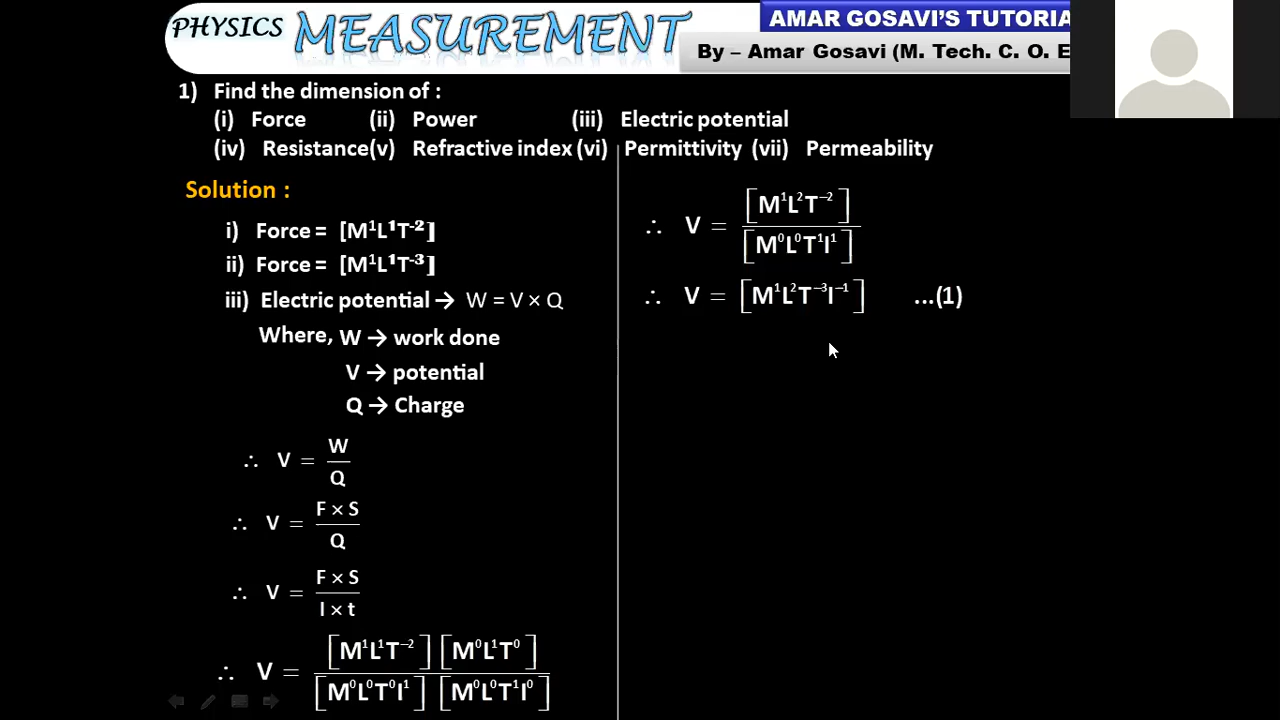 PHYSICS MEASUREMENT
AMAR GOSAVI'S TUTORIA
By – Amar Gosavi (M. Tech. C. O. E
1) Find the dimension of :
(i) Force (ii) Power (iii) Electric potential
(iv) Resistance(v) Refractive index (vi) Permittivity (vii) Permeability
Solution :
i) Force = [M¹L¹T⁻²]
ii) Force = [M¹L¹T⁻³]
iii) Electric potential → W = V × Q
Where, W → work done
V → potential
Q → Charge
∴ V = W/Q
∴ V = F × S / Q
∴ V = F × S / I × t
∴ V = [M¹L¹T⁻²] [M⁰L¹T⁰] / [M⁰L⁰T⁰I¹] [M⁰L⁰T¹I⁰]
∴ V = [M¹L²T⁻²] / [M⁰L⁰T¹I¹]
∴ V = [M¹L²T⁻³I⁻¹] ...(1)